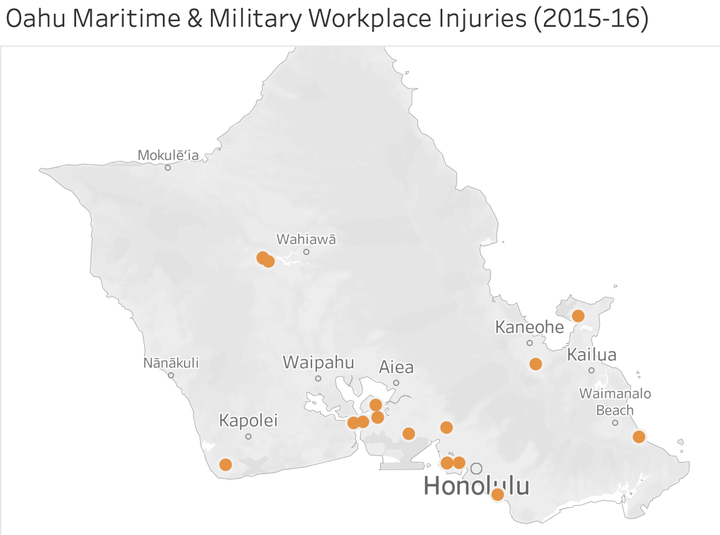 Oahu Maritime & Military Workplace Injuries (2015-16)
Mokulēʻia
Wahiawā
Kaneohe
Kailua
Nānākuli
Waipahu
Aiea
Waimanalo
Beach
Kapolei
Honolulu